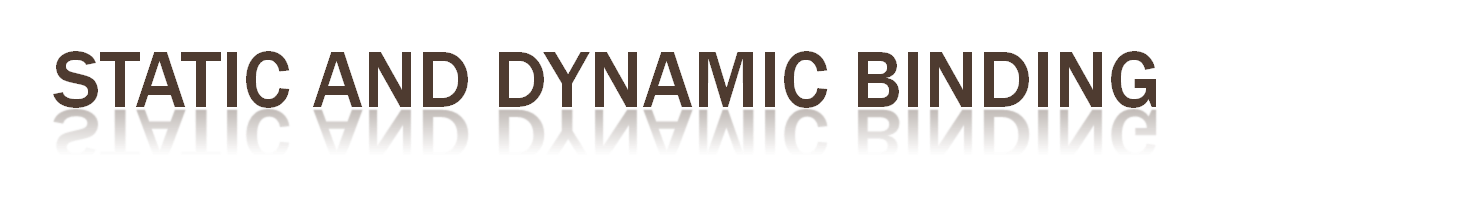 STATIC AND DYNAMIC BINDING